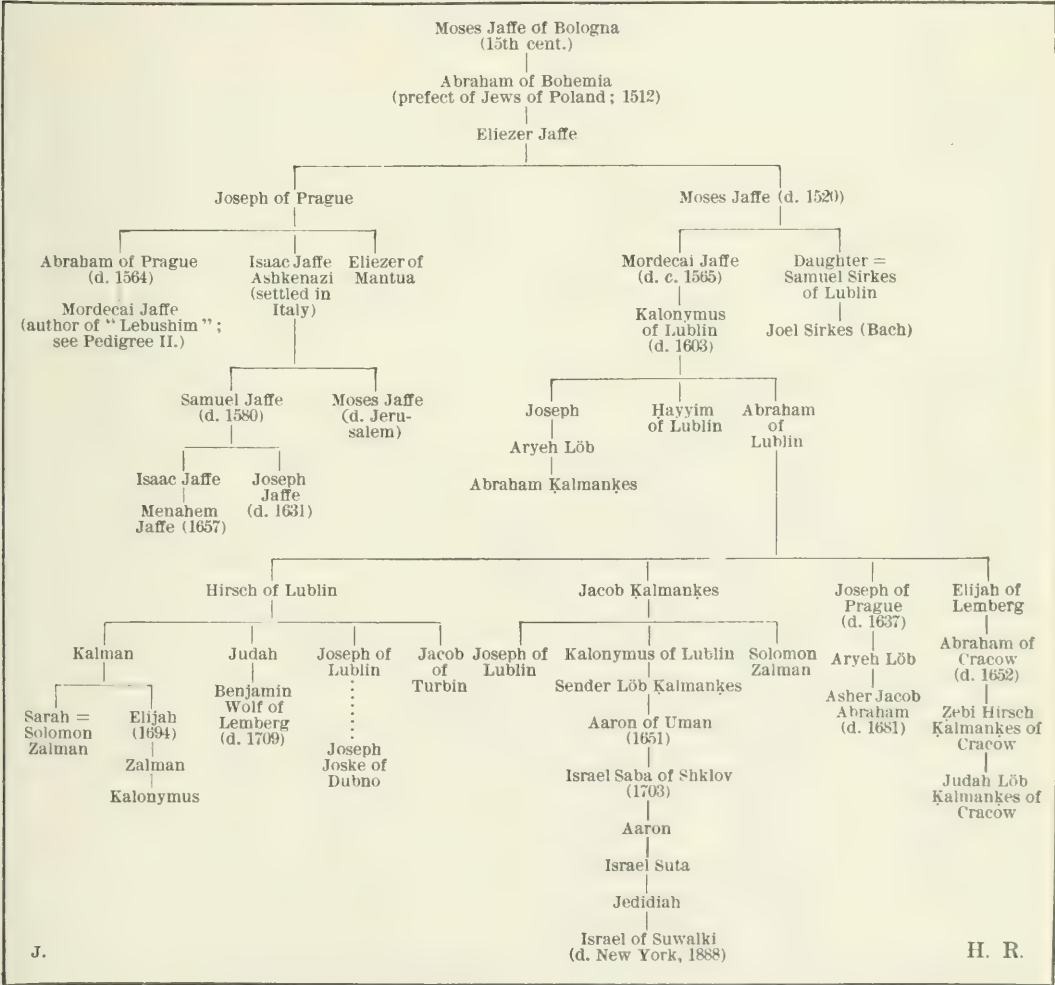 Moses Jaffe of Bologna
(15th cent.)
Abraham of Bohemia
(prefect of Jews of Poland; 1512)
Eliezer Jaffe
Joseph of Prague
Moses Jaffe (d. 1520)
Abraham of Prague
(d. 1564)
Mordecai Jaffe
(author of “Lebushim”;
see Pedigree II.)
Isaac Jaffe
Ashkenazi
(settled in
Italy)
Eliezer of
Mantua
Mordecai Jaffe
(d. c. 1565)
Kalonymus
of Lublin
(d. 1603)
Daughter =
Samuel Sirkes
of Lublin
Joel Sirkes (Bach)
Samuel Jaffe
(d. 1580)
Moses Jaffe
(d. Jeru-
salem)
Joseph
Aryeh Löb
Abraham Ḳalmanḳes
Ḥayyim
of Lublin
Abraham
of
Lublin
Isaac Jaffe
Menahem
Jaffe (1657)
Joseph
Jaffe
(d. 1631)
Hirsch of Lublin
Jacob Ḳalmanḳes
Joseph of
Prague
(d. 1637)
Aryeh Löb
Asher Jacob
Abraham
(d. 1681)
Elijah of
Lemberg
Abraham of
Cracow
(d. 1652)
Ẓebi Hirsch
Ḳalmanḳes of
Cracow
Judah Löb
Ḳalmanḳes of
Cracow
Kalman
Judah
Benjamin
Wolf of
Lemberg
(d. 1709)
Joseph of
Lublin
Joseph
Joske of
Dubno
Jacob
of
Turbin
Joseph of
Lublin
Kalonymus of Lublin
Sender Löb Ḳalmanḳes
Aaron of Uman
(1651)
Israel Saba of Shklov
(1703)
Aaron
Israel Suta
Jedidiah
Israel of Suwalki
(d. New York, 1888)
Solomon
Zalman
Sarah =
Solomon
Zalman
Elijah
(1694)
Zalman
Kalonymus
J.
H. R.